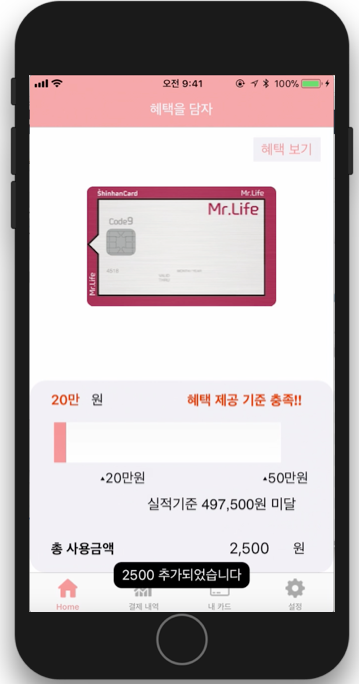 오전 9:41
100%
혜택을 담자
혜택 보기
ShinhanCard
Mr.Life
Mr.Life
Code9
Mr.Life
20만 원
혜택 제공 기준 충족!!
▲20만원
▲50만원
실적기준 497,500원 미달
총 사용금액
2,500 원
2500 추가되었습니다
Home
결제 내역
내 카드
설정